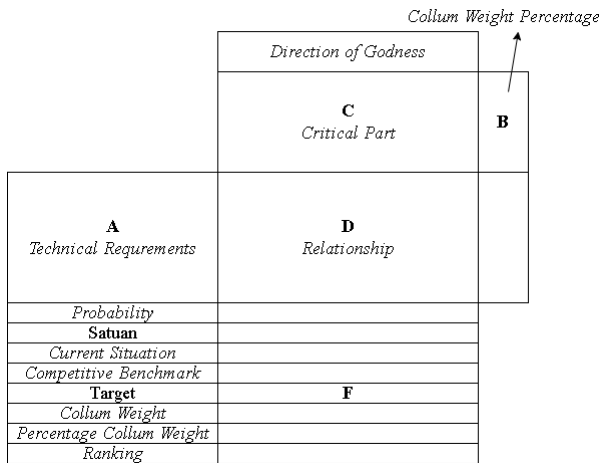 Collum Weight Percentage
Direction of Godness
C
Critical Part
B
A
Technical Requrements
D
Relationship
Probability
Satuan
Current Situation
Competitive Benchmark
Target
F
Collum Weight
Percentage Collum Weight
Ranking